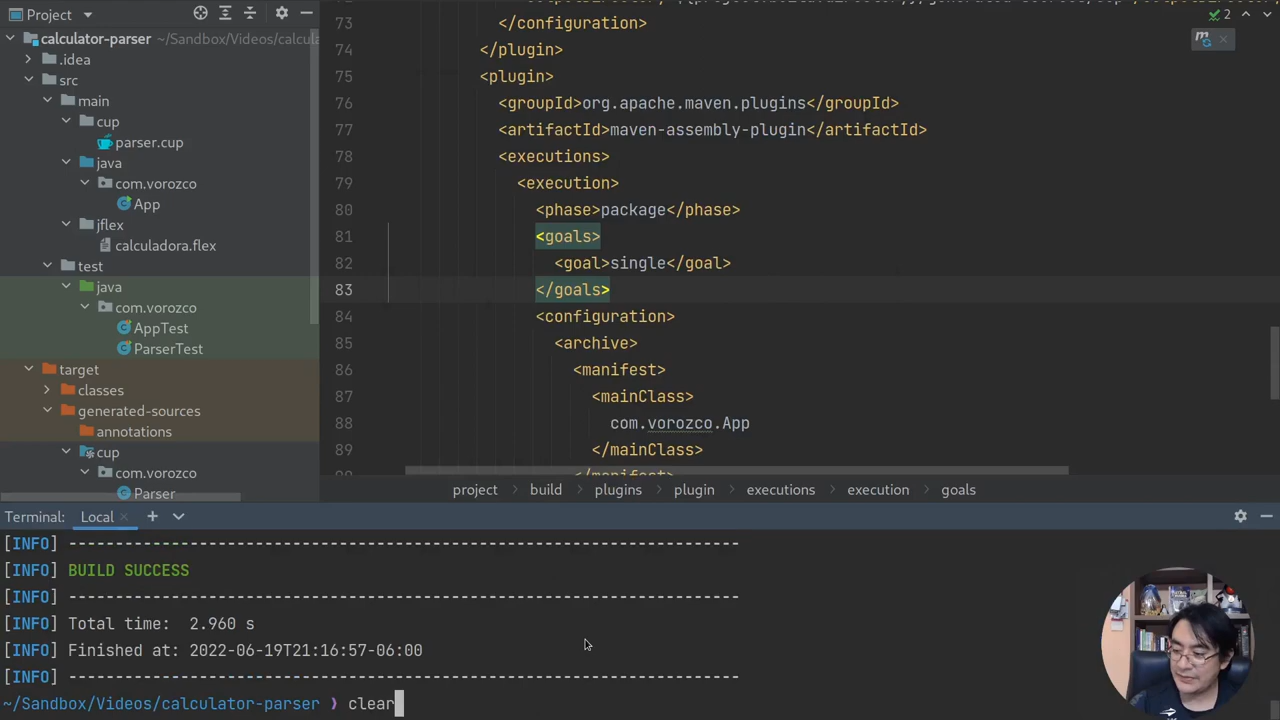 Project
2
calculator-parser ~/Sandbox/Videos/calcul
.idea
src
main
cup
parser.cup
java
com.vorozco
App
jflex
calculadora.flex
test
java
com.vorozco
AppTest
ParserTest
target
classes
generated-sources
annotations
cup
com.vorozco
Parser
73 </configuration>
74 </plugin>
75 <plugin>
76 <groupId>org.apache.maven.plugins</groupId>
77 <artifactId>maven-assembly-plugin</artifactId>
78 <executions>
79 <execution>
80 <phase>package</phase>
81 <goals>
82 <goal>single</goal>
83 </goals>
84 <configuration>
85 <archive>
86 <manifest>
87 <mainClass>
88 com.vorozco.App
89 </mainClass>
</manifest>
project build plugins plugin executions execution goals
Terminal: Local
[INFO] ------------------------------------------------------------------------
[INFO] BUILD SUCCESS
[INFO] ------------------------------------------------------------------------
[INFO] Total time:  2.960 s
[INFO] Finished at: 2022-06-19T21:16:57-06:00
[INFO] ------------------------------------------------------------------------
~/Sandbox/Videos/calculator-parser ❯ clear